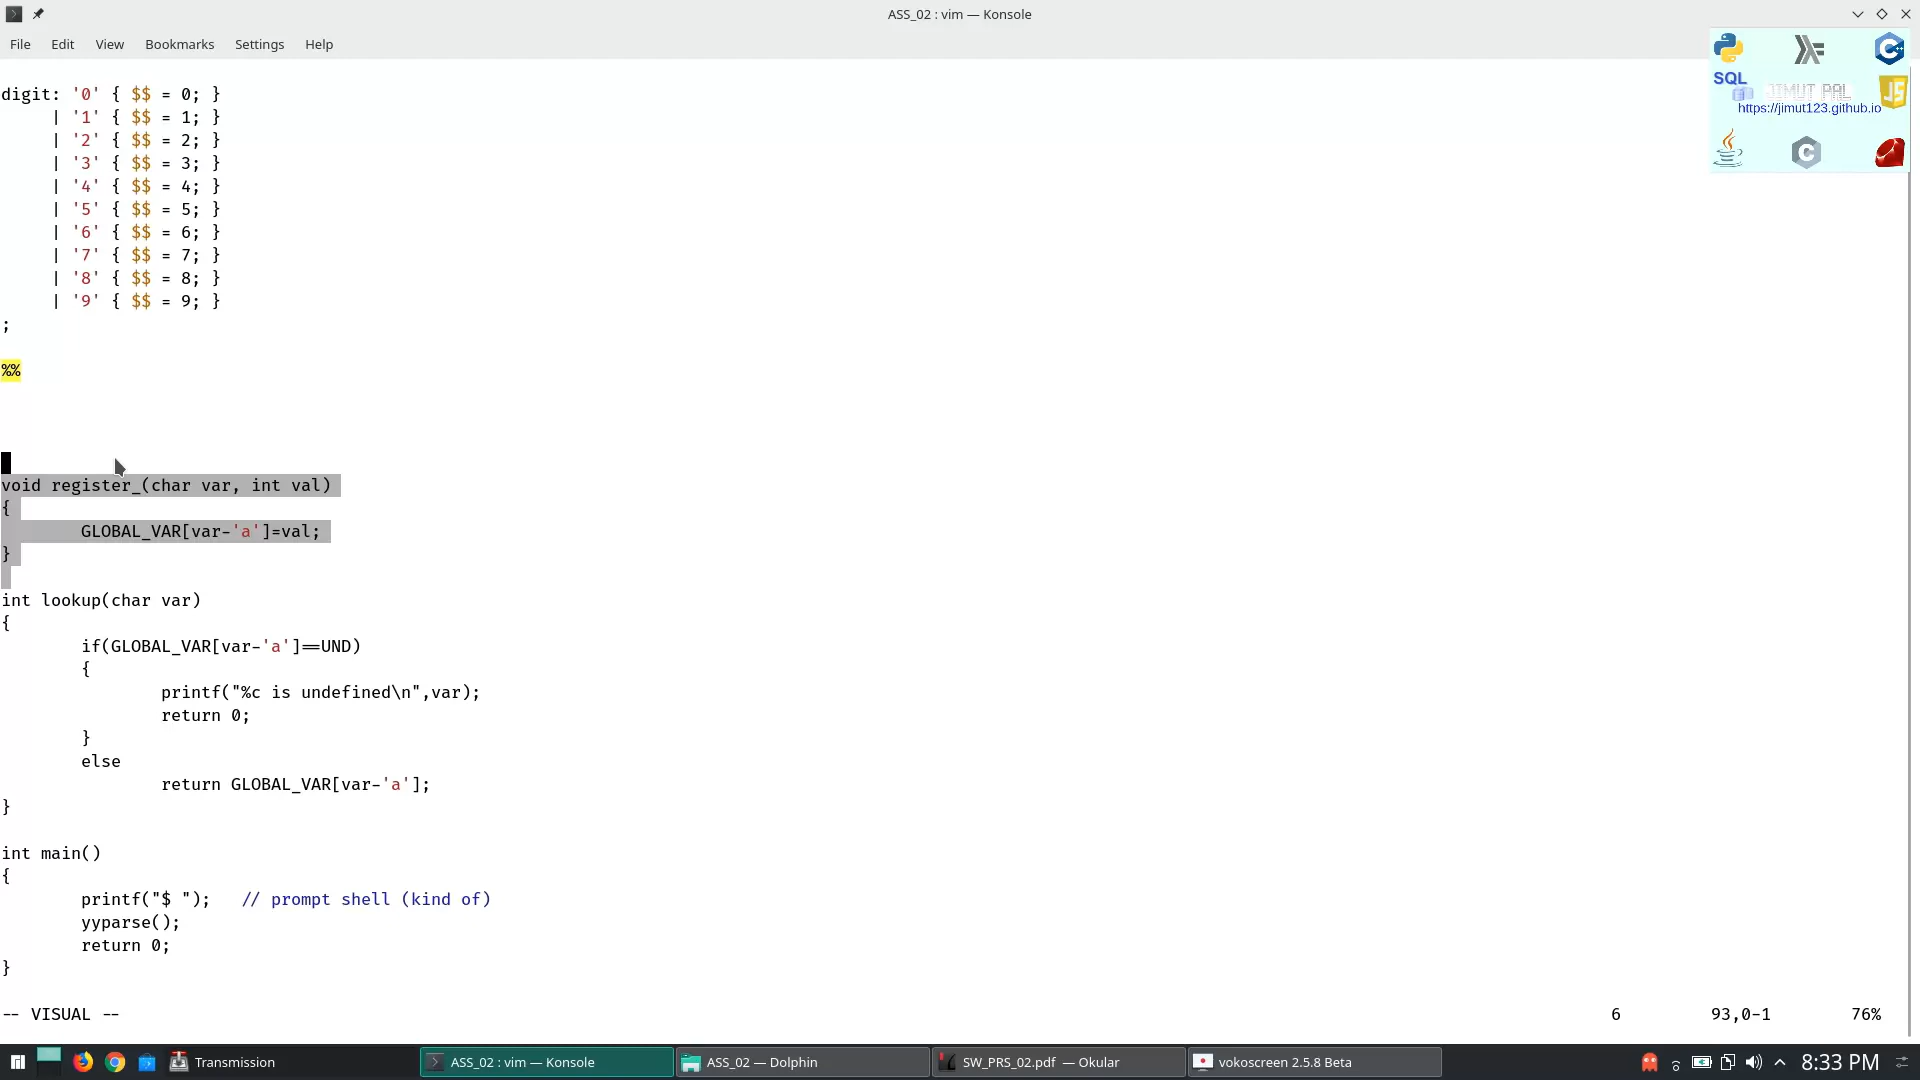 ASS_02 : vim — Konsole
File Edit View Bookmarks Settings Help
SQL
JS
JIMUT PAL
https://jimut123.github.io
C
digit: '0' { $$ = 0; }
| '1' { $$ = 1; }
| '2' { $$ = 2; }
| '3' { $$ = 3; }
| '4' { $$ = 4; }
| '5' { $$ = 5; }
| '6' { $$ = 6; }
| '7' { $$ = 7; }
| '8' { $$ = 8; }
| '9' { $$ = 9; }
;
%%
void register_(char var, int val)
{
GLOBAL_VAR[var-'a']=val;
}
int lookup(char var)
{
if(GLOBAL_VAR[var-'a']==UND)
{
printf("%c is undefined\n",var);
return 0;
}
else
return GLOBAL_VAR[var-'a'];
}
int main()
{
printf("$ "); // prompt shell (kind of)
yyparse();
return 0;
}
-- VISUAL -- 6 93,0-1 76%
Transmission ASS_02 : vim — Konsole ASS_02 — Dolphin SW_PRS_02.pdf — Okular vokoscreen 2.5.8 Beta 8:33 PM